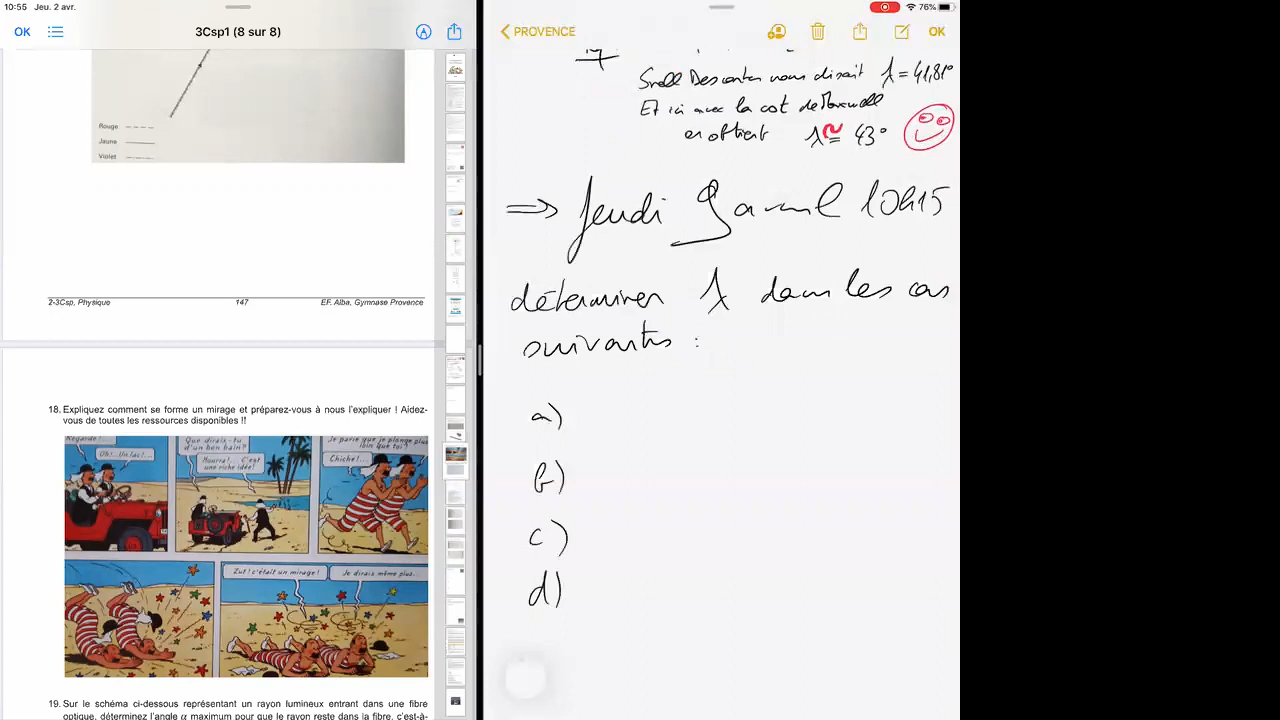 10:55 Jeu. 2 avr.
OK
3Csp1 (8 sur 8)
Rouge
Jaune
Violet
2-3Csp, Physique 147 EF, Alba, Gymnase Provence
18. Expliquez comment se forme un mirage et préparez-vous à nous l'expliquer ! Aidez-
vous de toutes les ressources disponibles !!
Regarde!...
Oh! Un lac!...
Que dirais-tu
d'un bon bain?
Hourra!... C'est
une riche idée!
Je parie que je plonge plus
loin que toi!
Chiche!...
Zut! c'était un mirage!
Je dirais même plus...
19. Sur le schéma ci-dessous représentant un rayon lumineux entrant dans une fibre
optique, déterminez l'angle α maximum pour que le rayon reste dans la fibre, c'est-à-
76%
PROVENCE
OK
Snell Descartes nous disait λ = 41,81°
Et ici avec la cst de
on obtient λ ≈ 43°
⇒ Jeudi 9 avril 10h15
déterminer λ dans les cas
suivants :
a)
b)
c)
d)